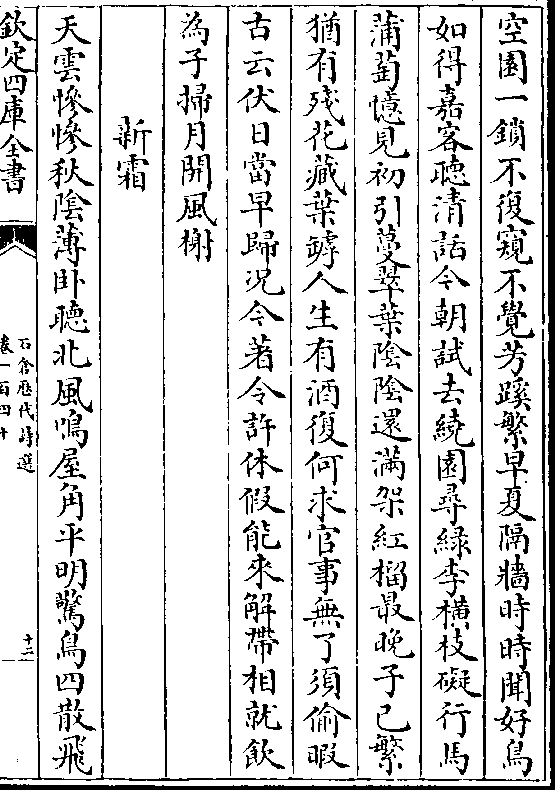 空園一鎖不復窺不覺芳蹊繁早夏隔牆時時聞好鳥
如得嘉客聽清話今朝試去繞園尋綠李横枝礙行馬
蒲萄憶見初引蔓翠葉陰陰還滿架紅榴最晚子已繁
猶有殘花藏葉罅人生有酒復何求官事無了須偷暇
古云伏日當早歸况今著令許休假能來解帶相就飲
為子掃月開風榭
新霜
天雲慘慘秋陰薄卧聽北風鳴屋角平明驚鳥四散飛
欽定四庫全書
石倉歴代詩選
卷一百四十
十二